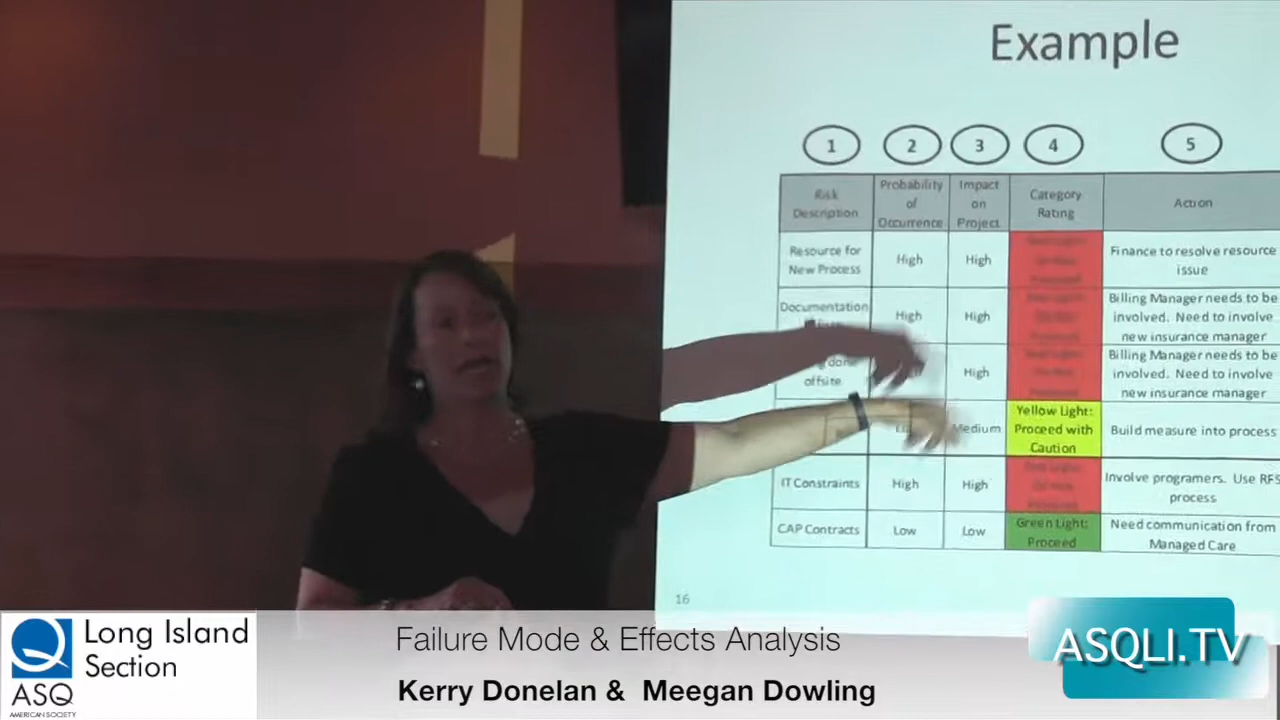 Example
1 2 3 4 5
Risk Description
Probability of Occurrence
Impact on Project
Category Rating
Action
Resource for New Process
High
High
Finance to resolve resource issue
Documentation
High
High
Billing Manager needs to be involved. Need to involve new insurance manager
offsite
High
Billing Manager needs to be involved. Need to involve new insurance manager
Medium
Yellow Light: Proceed with Caution
Build measure into process
IT Constraints
High
High
Involve programers. Use RFS process
CAP Contracts
Low
Low
Green Light: Proceed
Need communication from Managed Care
16
Long Island
Section
ASQ
AMERICAN SOCIETY
Failure Mode & Effects Analysis
Kerry Donelan & Meegan Dowling
ASQLI.TV